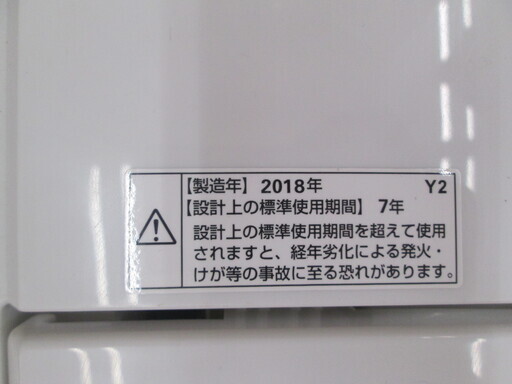 【製造年】2018年 Y2
【設計上の標準使用期間】7年
設計上の標準使用期間を超えて使用
されますと、経年劣化による発火・
けが等の事故に至る恐れがあります。